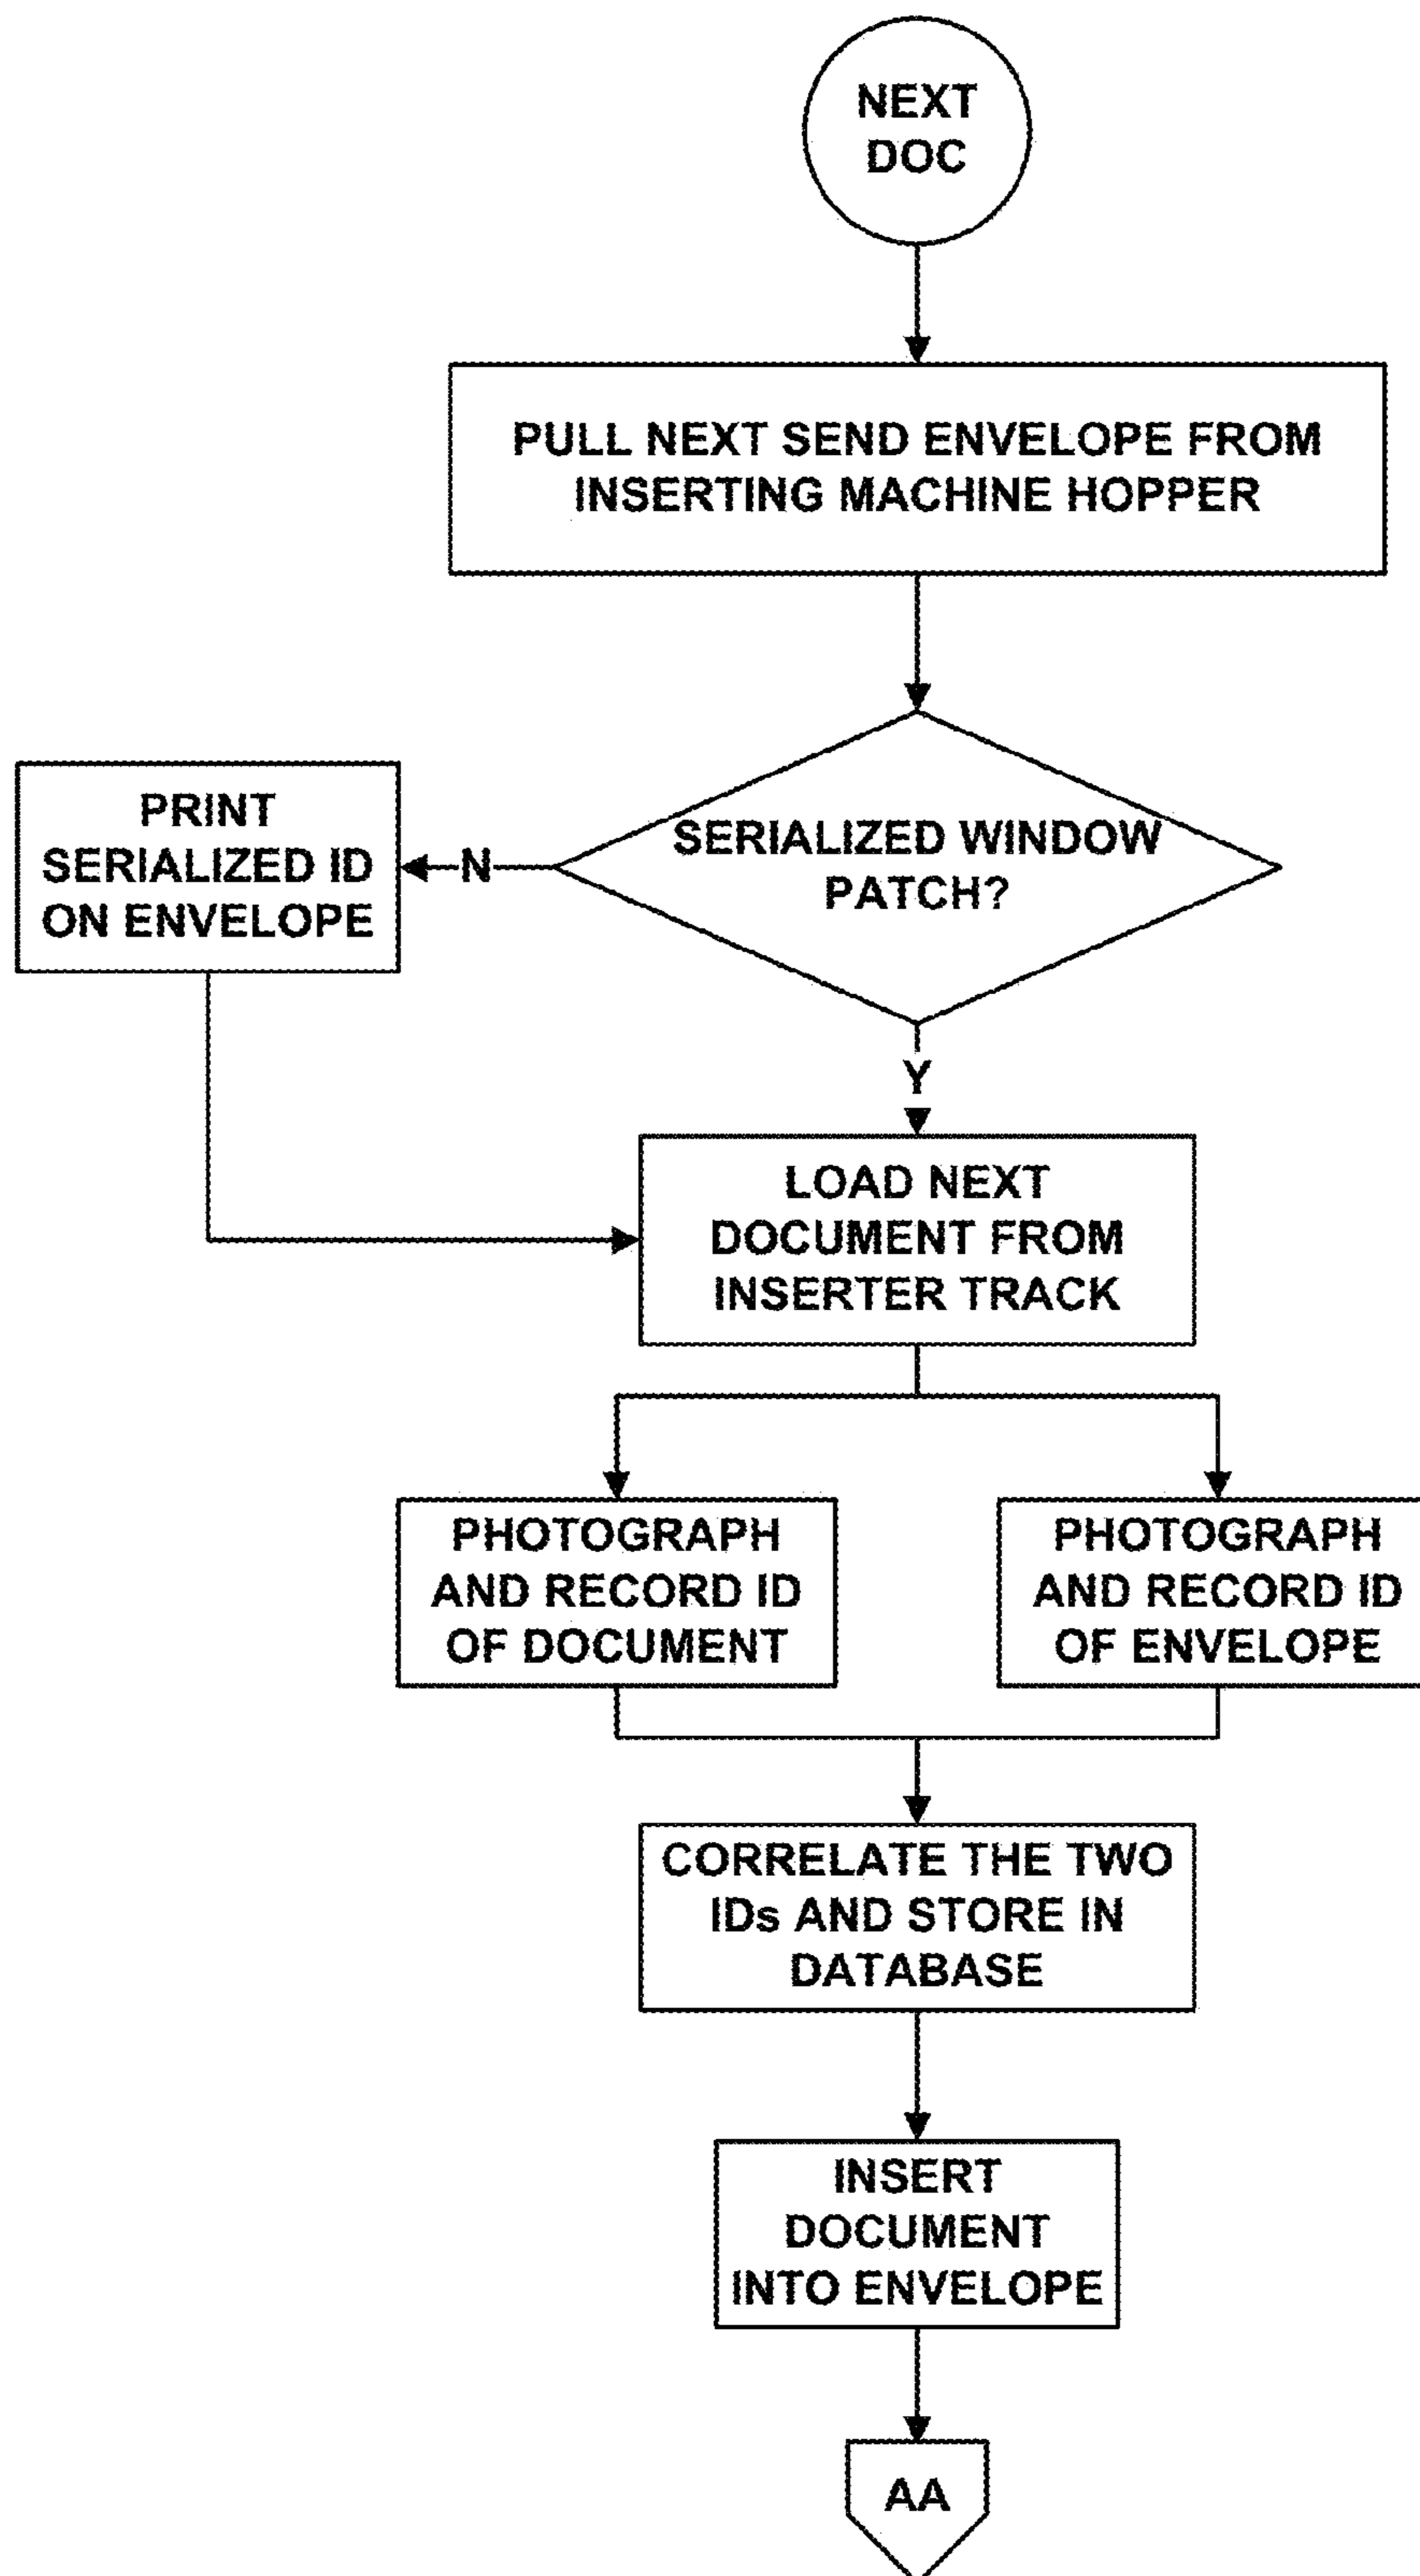 NEXT
DOC
PULL NEXT SEND ENVELOPE FROM
INSERTING MACHINE HOPPER
SERIALIZED WINDOW
PATCH?
N
PRINT
SERIALIZED ID
ON ENVELOPE
Y
LOAD NEXT
DOCUMENT FROM
INSERTER TRACK
PHOTOGRAPH
AND RECORD ID
OF DOCUMENT
PHOTOGRAPH
AND RECORD ID
OF ENVELOPE
CORRELATE THE TWO
IDs AND STORE IN
DATABASE
INSERT
DOCUMENT
INTO ENVELOPE
AA